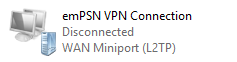 emPSN VPN Connection
Disconnected
WAN Miniport (L2TP)